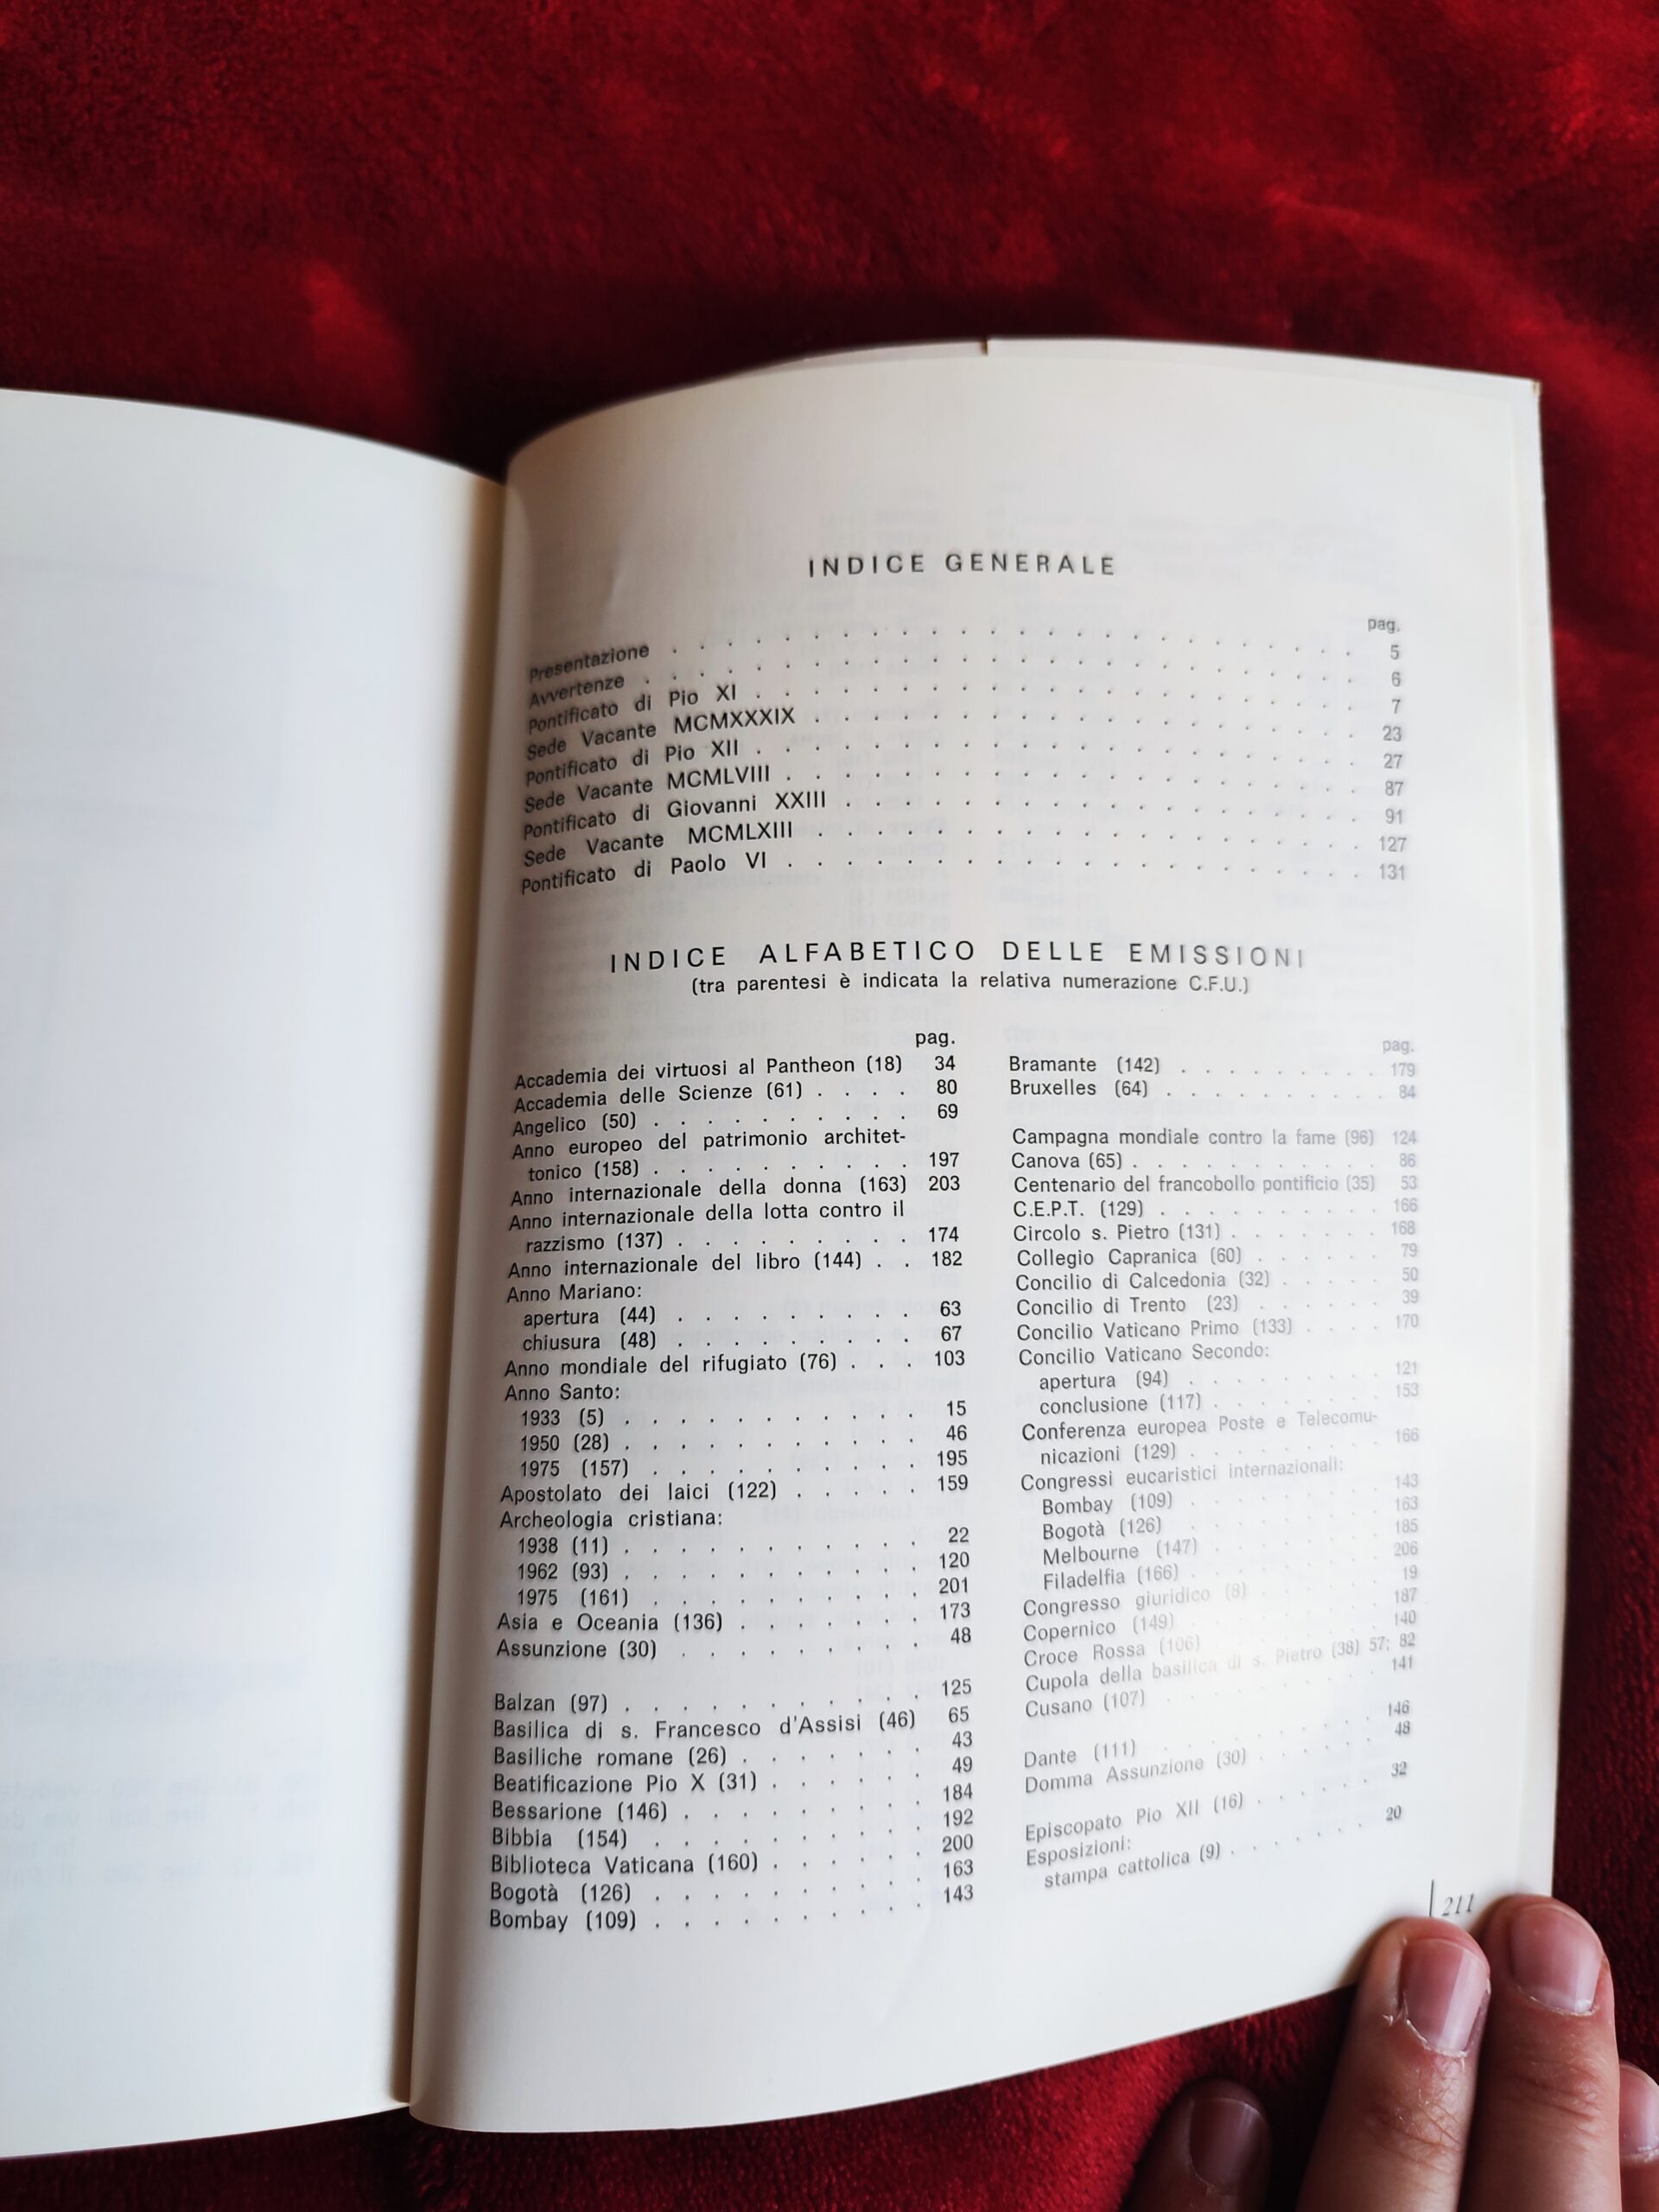 INDICE GENERALE
pag.
Presentazione . . . . . . . . . . . . . . . . . . . . . . . . 5
Avvertenze . . . . . . . . . . . . . . . . . . . . . . . . . 6
Pontificato di Pio XI . . . . . . . . . . . . . . . . . . . . . 7
Sede Vacante MCMXXXIX . . . . . . . . . . . . . . . . . . . 23
Pontificato di Pio XII . . . . . . . . . . . . . . . . . . . . . 27
Sede Vacante MCMLVIII . . . . . . . . . . . . . . . . . . . . 87
Pontificato di Giovanni XXIII . . . . . . . . . . . . . . . . . . 91
Sede Vacante MCMLXIII . . . . . . . . . . . . . . . . . . . 127
Pontificato di Paolo VI . . . . . . . . . . . . . . . . . . . . 131
INDICE ALFABETICO DELLE EMISSIONI
(tra parentesi è indicata la relativa numerazione C.F.U.)
pag.
Accademia dei virtuosi al Pantheon (18) 34
Accademia delle Scienze (61) . . . . 80
Angelico (50) . . . . . . . . . 69
Anno europeo del patrimonio architet-
tonico (158) . . . . . . . . . . 197
Anno internazionale della donna (163) 203
Anno internazionale della lotta contro il
razzismo (137) . . . . . . . . . 174
Anno internazionale del libro (144) . . 182
Anno Mariano:
apertura (44) . . . . . . . . . 63
chiusura (48) . . . . . . . . . 67
Anno mondiale del rifugiato (76) . . . 103
Anno Santo:
1933 (5) . . . . . . . . . . . 15
1950 (28) . . . . . . . . . . . 46
1975 (157) . . . . . . . . . . 195
Apostolato dei laici (122) . . . . . 159
Archeologia cristiana:
1938 (11) . . . . . . . . . . . 22
1962 (93) . . . . . . . . . . . 120
1975 (161) . . . . . . . . . . 201
Asia e Oceania (136) . . . . . . . 173
Assunzione (30) . . . . . . . . . 48
Balzan (97) . . . . . . . . . . . 125
Basilica di s. Francesco d'Assisi (46) 65
Basiliche romane (26) . . . . . . . 43
Beatificazione Pio X (31) . . . . . . 49
Bessarione (146) . . . . . . . . . 184
Bibbia (154) . . . . . . . . . . 192
Biblioteca Vaticana (160) . . . . . . 200
Bogotà (126) . . . . . . . . . . 163
Bombay (109) . . . . . . . . . . 143
pag.
Bramante (142) . . . . . . . . . 179
Bruxelles (64) . . . . . . . . . . 84
Campagna mondiale contro la fame (96) 124
Canova (65) . . . . . . . . . . . 86
Centenario del francobollo pontificio (35) 53
C.E.P.T. (129) . . . . . . . . . . 166
Circolo s. Pietro (131) . . . . . . . 168
Collegio Capranica (60) . . . . . . 79
Concilio di Calcedonia (32) . . . . . 50
Concilio di Trento (23) . . . . . . 39
Concilio Vaticano Primo (133) . . . . 170
Concilio Vaticano Secondo:
apertura (94) . . . . . . . . . 121
conclusione (117) . . . . . . . . 153
Conferenza europea Poste e Telecomu-
nicazioni (129) . . . . . . . . . 166
Congressi eucaristici internazionali:
Bombay (109) . . . . . . . . . 143
Bogotà (126) . . . . . . . . . 163
Melbourne (147) . . . . . . . . 185
Filadelfia (166) . . . . . . . . . 206
Congresso giuridico (8) . . . . . . 19
Copernico (149) . . . . . . . . . 187
Croce Rossa (106) . . . . . . . . 140
Cupola della basilica di s. Pietro (38) 57; 82
Cusano (107) . . . . . . . . . . 141
Dante (111) . . . . . . . . . . 146
Domma Assunzione (30) . . . . . . 48
Episcopato Pio XII (16) . . . . . . 32
Esposizioni:
stampa cattolica (9) . . . . . . . 20
211